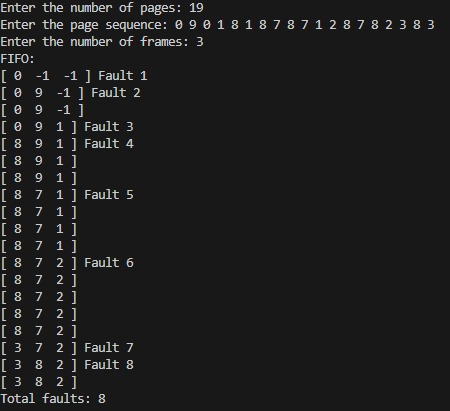 Enter the number of pages: 19
Enter the page sequence: 0 9 0 1 8 1 8 7 8 7 1 2 8 7 8 2 3 8 3
Enter the number of frames: 3
FIFO:
[ 0  -1  -1 ] Fault 1
[ 0  9  -1 ] Fault 2
[ 0  9  -1 ]
[ 0  9  1 ] Fault 3
[ 8  9  1 ] Fault 4
[ 8  9  1 ]
[ 8  9  1 ]
[ 8  7  1 ] Fault 5
[ 8  7  1 ]
[ 8  7  1 ]
[ 8  7  1 ]
[ 8  7  2 ] Fault 6
[ 8  7  2 ]
[ 8  7  2 ]
[ 8  7  2 ]
[ 8  7  2 ]
[ 3  7  2 ] Fault 7
[ 3  8  2 ] Fault 8
[ 3  8  2 ]
Total faults: 8